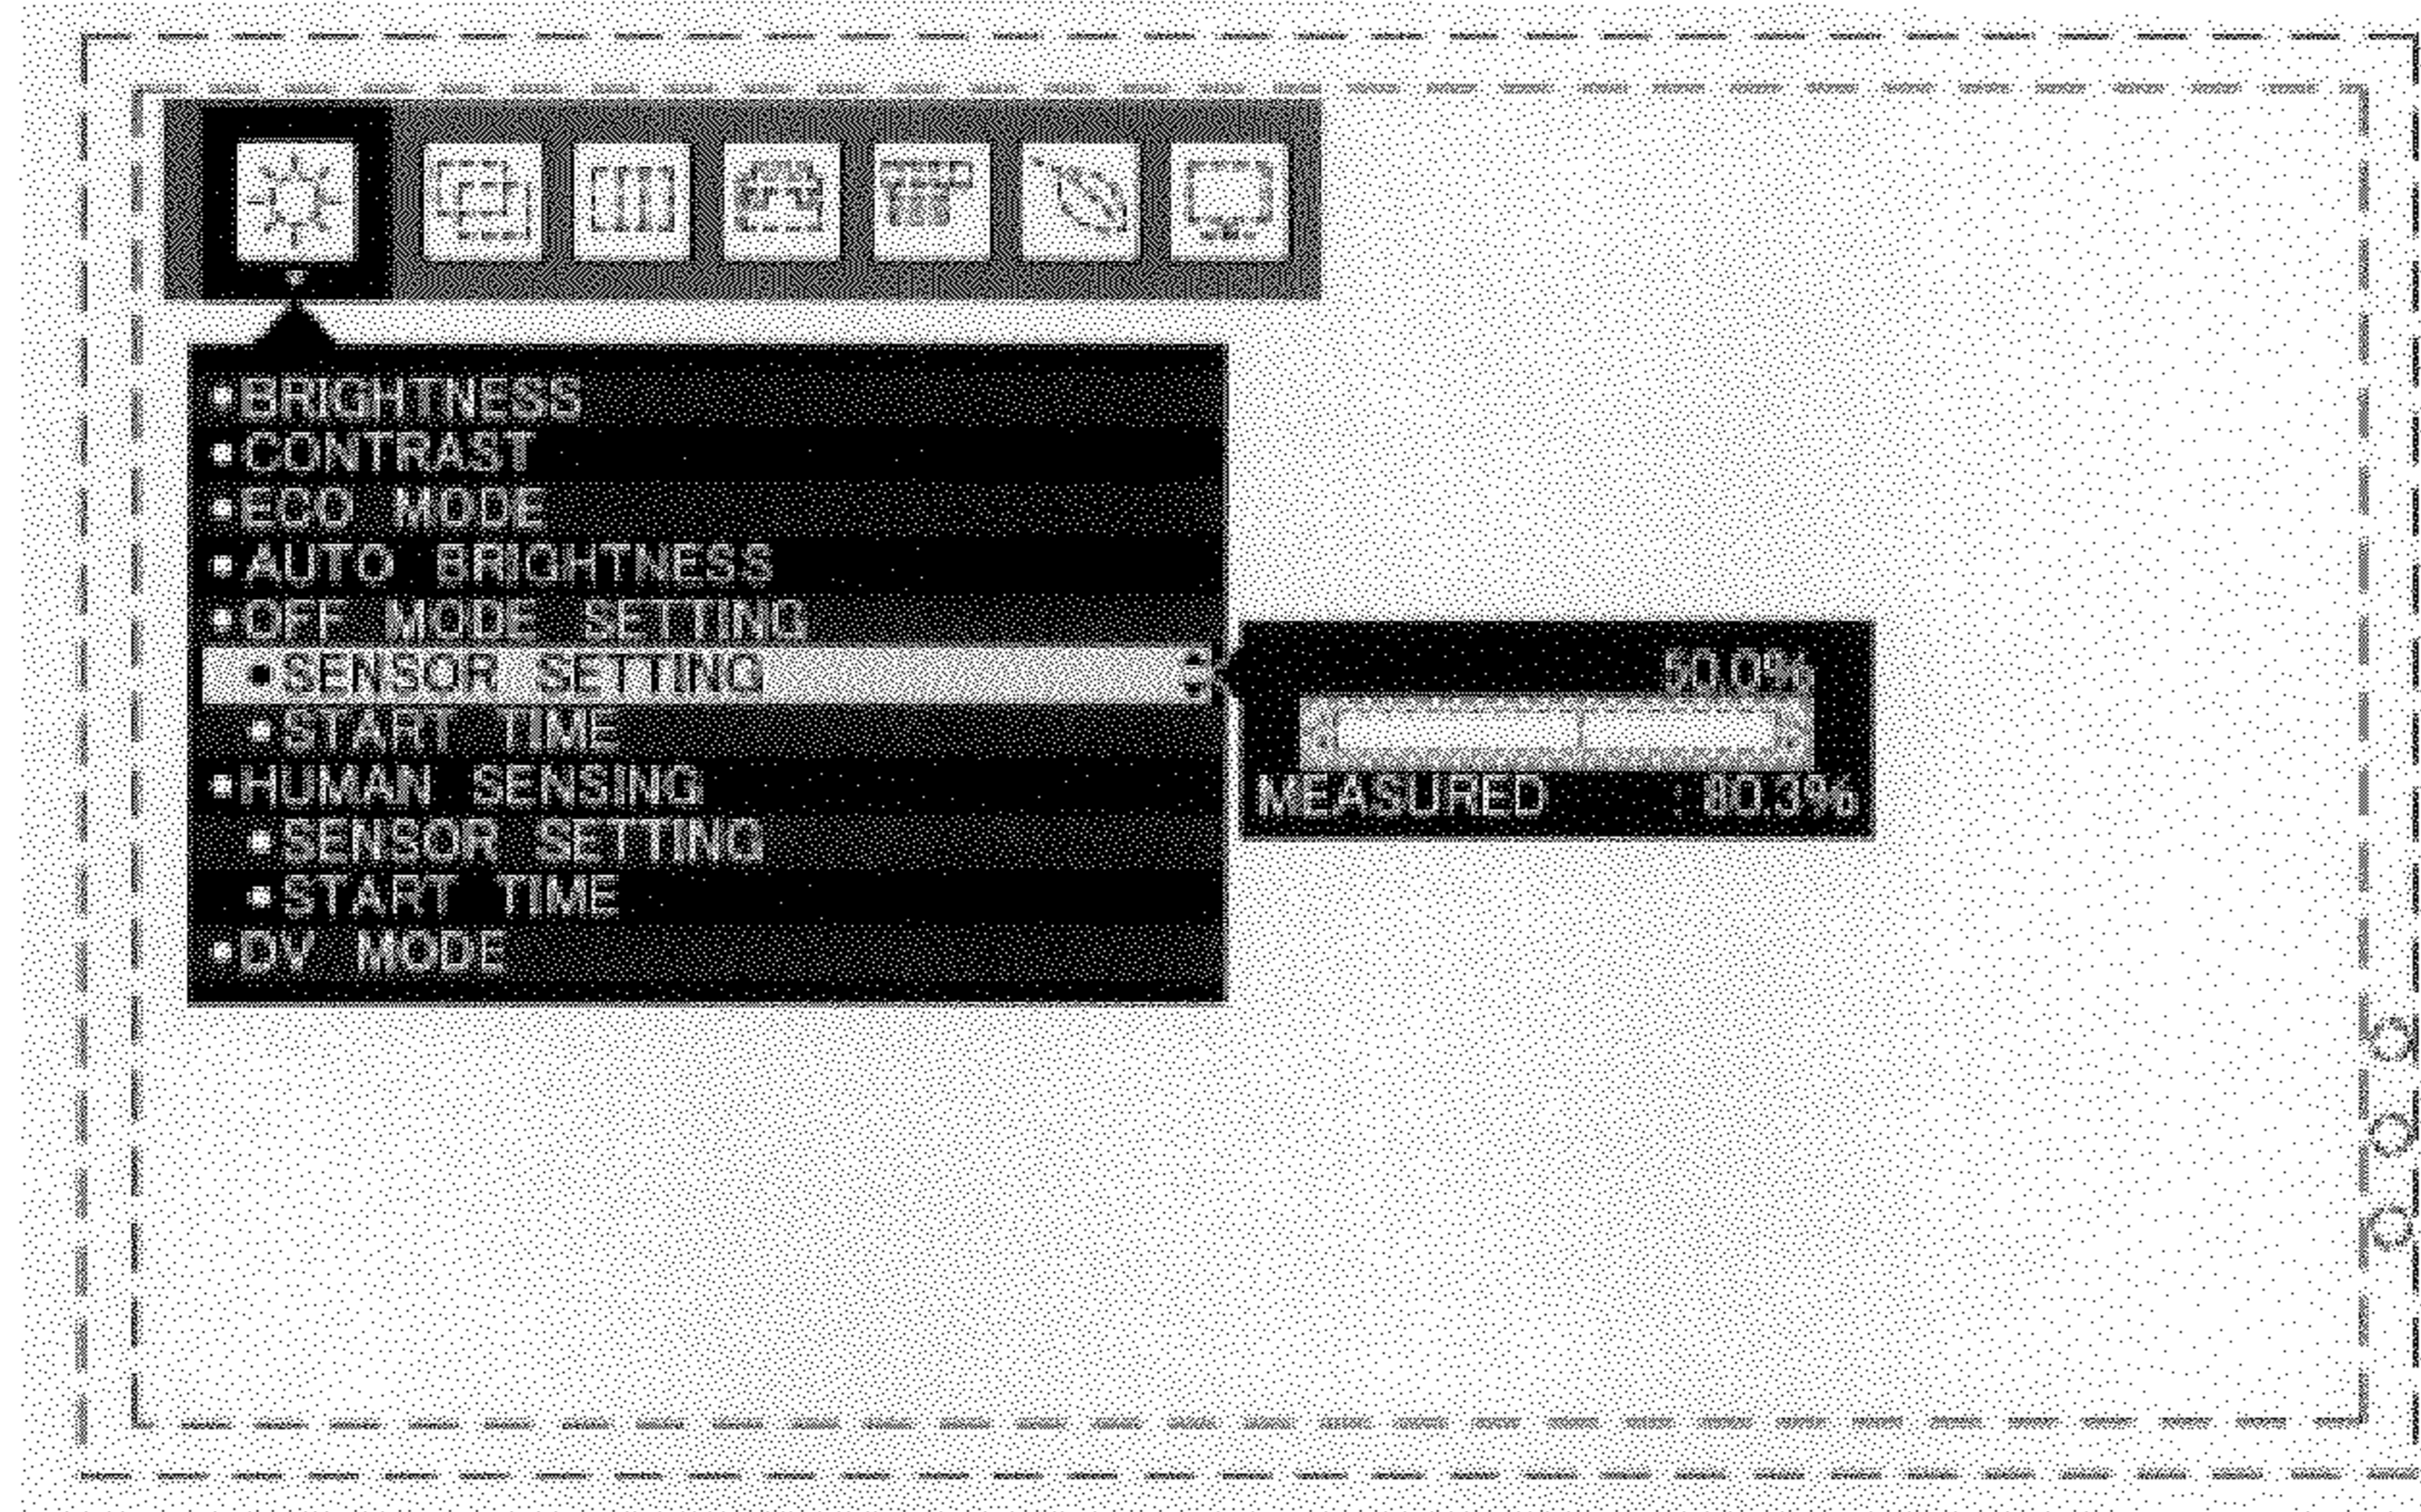 BRIGHTNESS
CONTRAST
ECO MODE
AUTO BRIGHTNESS
OFF MODE SETTING
SENSOR SETTING
START TIME
HUMAN SENSING
SENSOR SETTING
START TIME
DV MODE
50.0%
MEASURED : 80.3%